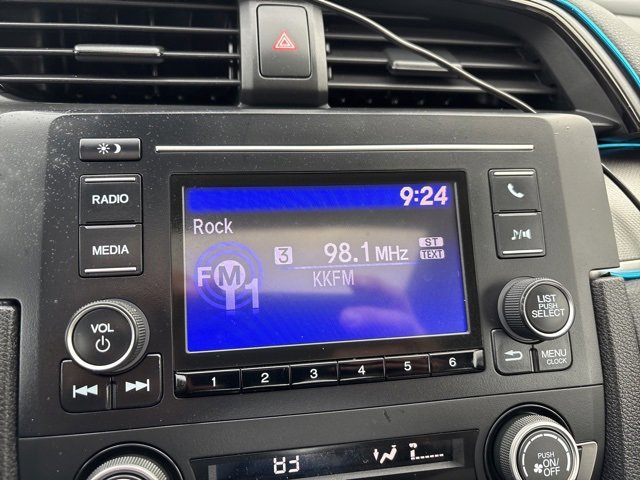 9:24
RADIO
Rock
3 98.1 MHz ST
TEXT
FM1
KKFM
MEDIA
VOL
LIST
PUSH
SELECT
MENU
CLOCK
1 2 3 4 5 6
83
PUSH
ON/
OFF